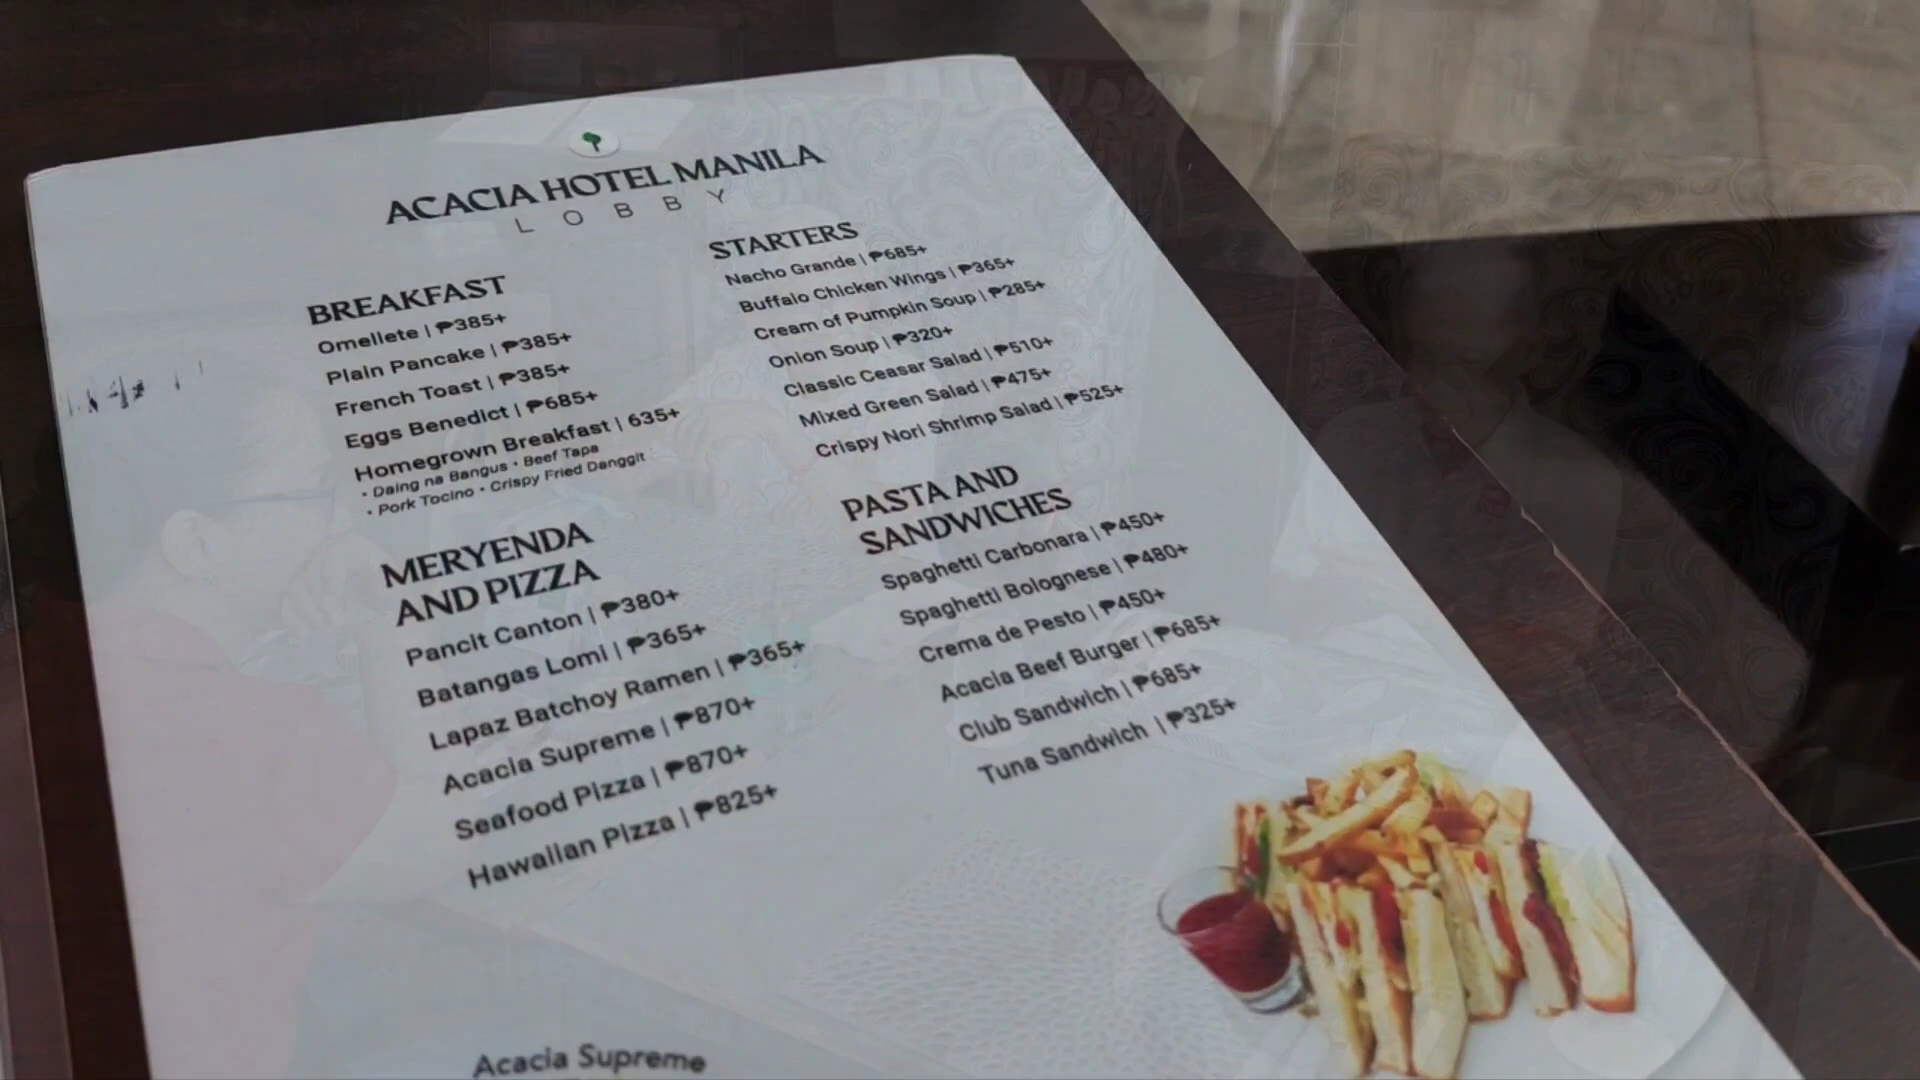 ACACIA HOTEL MANILA
LOBBY
BREAKFAST
Omellete | ₱385+
Plain Pancake | ₱385+
French Toast | ₱385+
Eggs Benedict | ₱685+
Homegrown Breakfast | 635+
• Daing na Bangus • Beef Tapa
• Pork Tocino • Crispy Fried Danggit
MERYENDA
AND PIZZA
Pancit Canton | ₱380+
Batangas Lomi | ₱365+
Lapaz Batchoy Ramen | ₱365+
Acacia Supreme | ₱870+
Seafood Pizza | ₱870+
Hawaiian Pizza | ₱825+
STARTERS
Nacho Grande | ₱685+
Buffalo Chicken Wings | ₱365+
Cream of Pumpkin Soup | ₱285+
Onion Soup | ₱320+
Classic Ceasar Salad | ₱510+
Mixed Green Salad | ₱475+
Crispy Nori Shrimp Salad | ₱525+
PASTA AND
SANDWICHES
Spaghetti Carbonara | ₱450+
Spaghetti Bolognese | ₱480+
Crema de Pesto | ₱450+
Acacia Beef Burger | ₱685+
Club Sandwich | ₱685+
Tuna Sandwich | ₱325+
Acacia Supreme